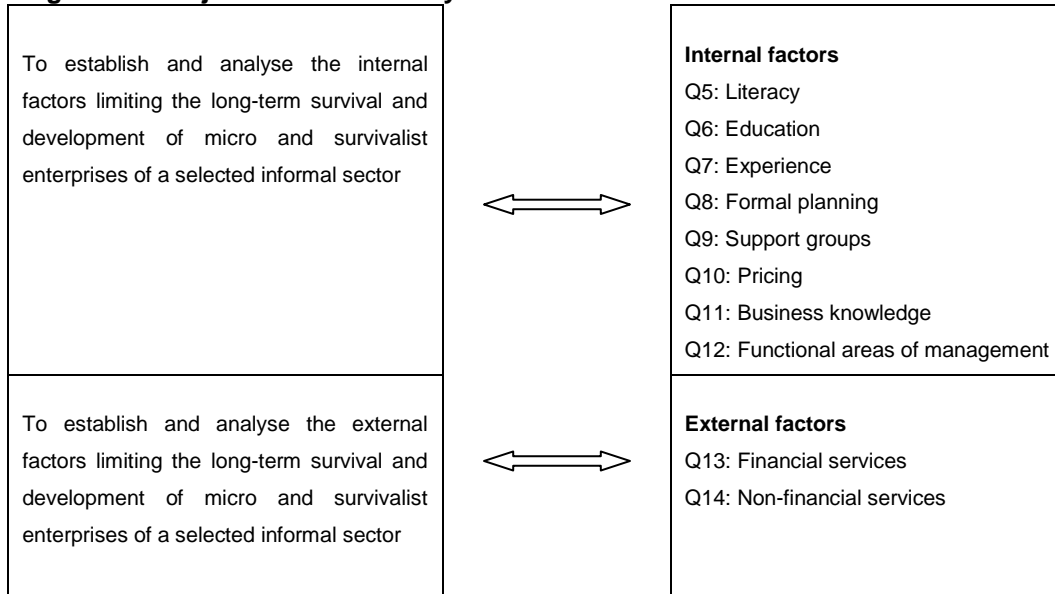 To establish and analyse the internal
factors limiting the long-term survival and
development of micro and survivalist
enterprises of a selected informal sector
Internal factors
Q5: Literacy
Q6: Education
Q7: Experience
Q8: Formal planning
Q9: Support groups
Q10: Pricing
Q11: Business knowledge
Q12: Functional areas of management
To establish and analyse the external
factors limiting the long-term survival and
development of micro and survivalist
enterprises of a selected informal sector
External factors
Q13: Financial services
Q14: Non-financial services